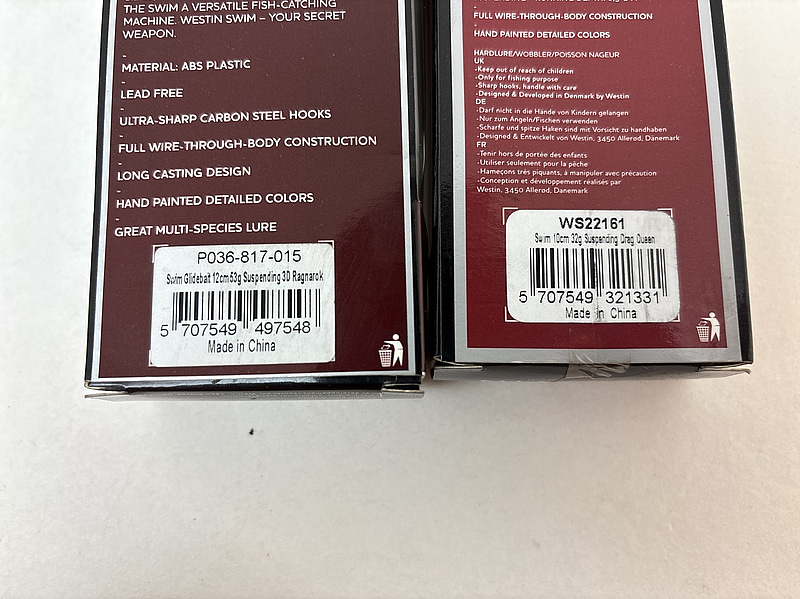 THE SWIM A VERSATILE FISH-CATCHING
MACHINE. WESTIN SWIM – YOUR SECRET
WEAPON.
-
MATERIAL: ABS PLASTIC
-
LEAD FREE
-
ULTRA-SHARP CARBON STEEL HOOKS
-
FULL WIRE-THROUGH-BODY CONSTRUCTION
-
LONG CASTING DESIGN
-
HAND PAINTED DETAILED COLORS
-
GREAT MULTI-SPECIES LURE
P036-817-015
Swim Glidebait 12cm 53g Suspending 3D Ragnarok
5 707549 497548
Made in China
FULL WIRE-THROUGH-BODY CONSTRUCTION
-
HAND PAINTED DETAILED COLORS
HARDLURE/WOBBLER/POISSON NAGEUR
UK
-Keep out of reach of children
-Only for fishing purpose
-Sharp hooks, handle with care
-Designed & Developed in Denmark by Westin
DE
-Darf nicht in die Hände von Kindern gelangen
-Nur zum Angeln/Fischen verwenden
-Scharfe und spitze Haken sind mit Vorsicht zu handhaben
-Designed & Entwickelt von Westin, 3450 Allerod, Dänemark
FR
-Tenir hors de portée des enfants
-Utiliser seulement pour la pêche
-Hameçons très piquants, à manipuler avec précaution
-Conception et développement réalisés par
Westin, 3450 Allerod, Danemark
WS22161
Swim 10cm 32g Suspending Drag Queen
5 707549 321331
Made in China